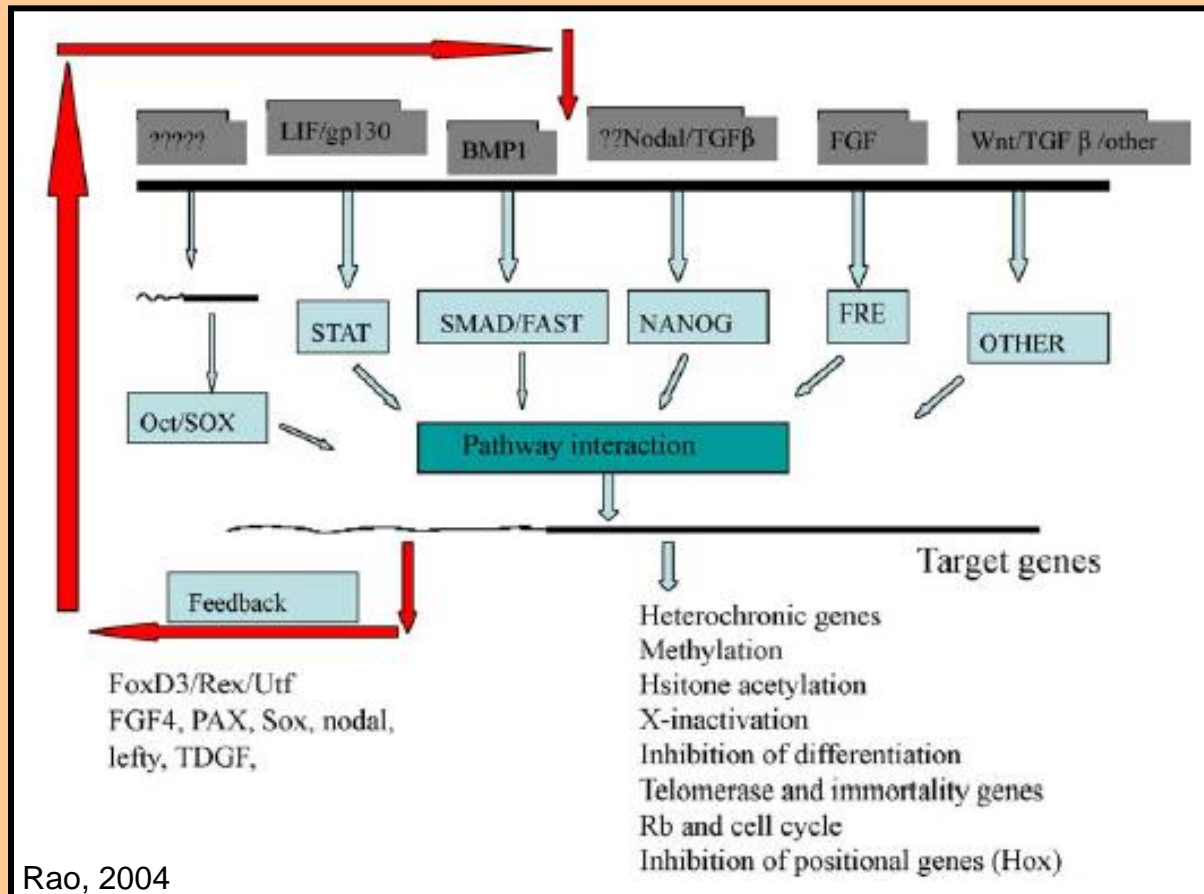 ?????
LIF/gp130
BMP1
??Nodal/TGFβ
FGF
Wnt/TGF β /other
STAT
SMAD/FAST
NANOG
FRE
OTHER
Oct/SOX
Pathway interaction
Target genes
Feedback
FoxD3/Rex/Utf
FGF4, PAX, Sox, nodal,
lefty, TDGF,
Heterochronic genes
Methylation
Hsitone acetylation
X-inactivation
Inhibition of differentiation
Telomerase and immortality genes
Rb and cell cycle
Inhibition of positional genes (Hox)
Rao, 2004